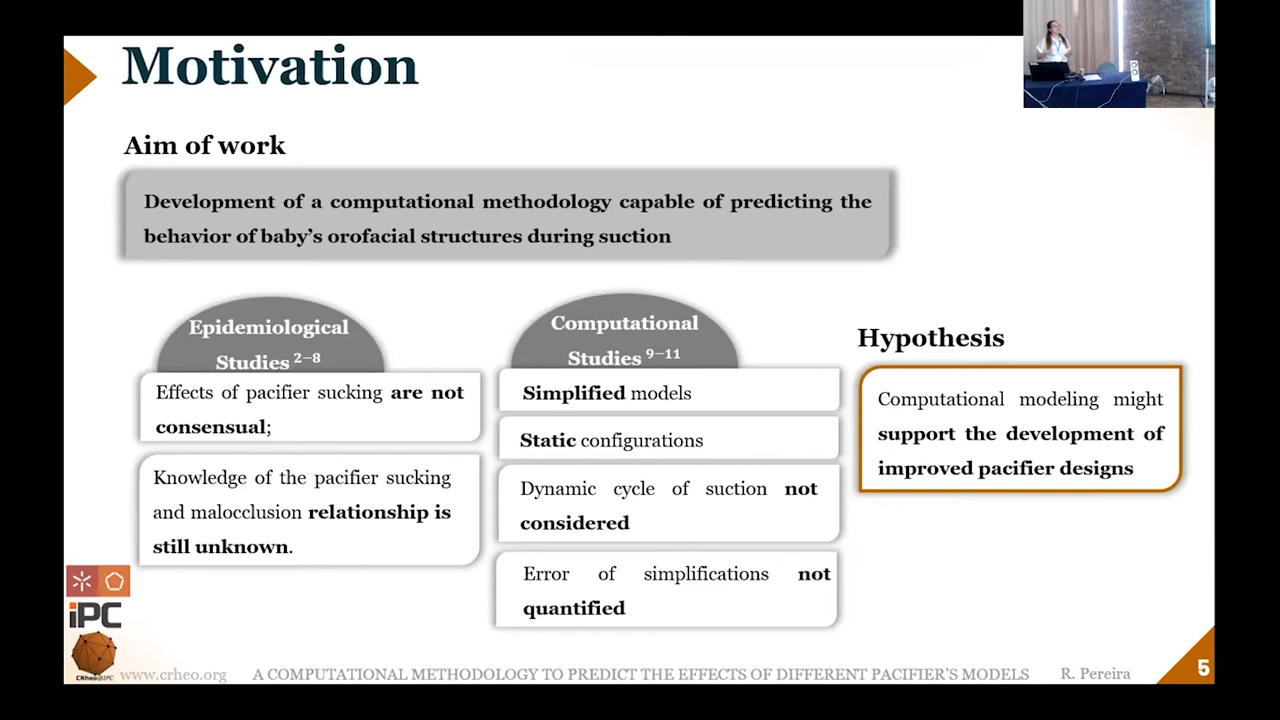 Motivation
Aim of work
Development of a computational methodology capable of predicting the
behavior of baby's orofacial structures during suction
Epidemiological
Studies 2–8
Effects of pacifier sucking are not
consensual;
Knowledge of the pacifier sucking
and malocclusion relationship is
still unknown.
Computational
Studies 9–11
Simplified models
Static configurations
Dynamic cycle of suction not
considered
Error of simplifications not
quantified
Hypothesis
Computational modeling might
support the development of
improved pacifier designs
iPC
CRheo@IPC
www.crheo.org
A COMPUTATIONAL METHODOLOGY TO PREDICT THE EFFECTS OF DIFFERENT PACIFIER'S MODELS
R. Pereira
5